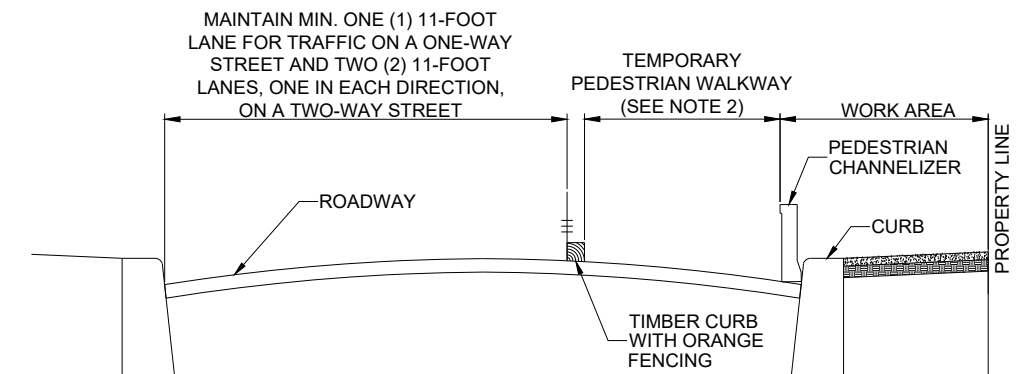 MAINTAIN MIN. ONE (1) 11-FOOT
LANE FOR TRAFFIC ON A ONE-WAY
STREET AND TWO (2) 11-FOOT
LANES, ONE IN EACH DIRECTION,
ON A TWO-WAY STREET
TEMPORARY
PEDESTRIAN WALKWAY
(SEE NOTE 2)
WORK AREA
PEDESTRIAN
CHANNELIZER
PROPERTY LINE
ROADWAY
CURB
TIMBER CURB
WITH ORANGE
FENCING